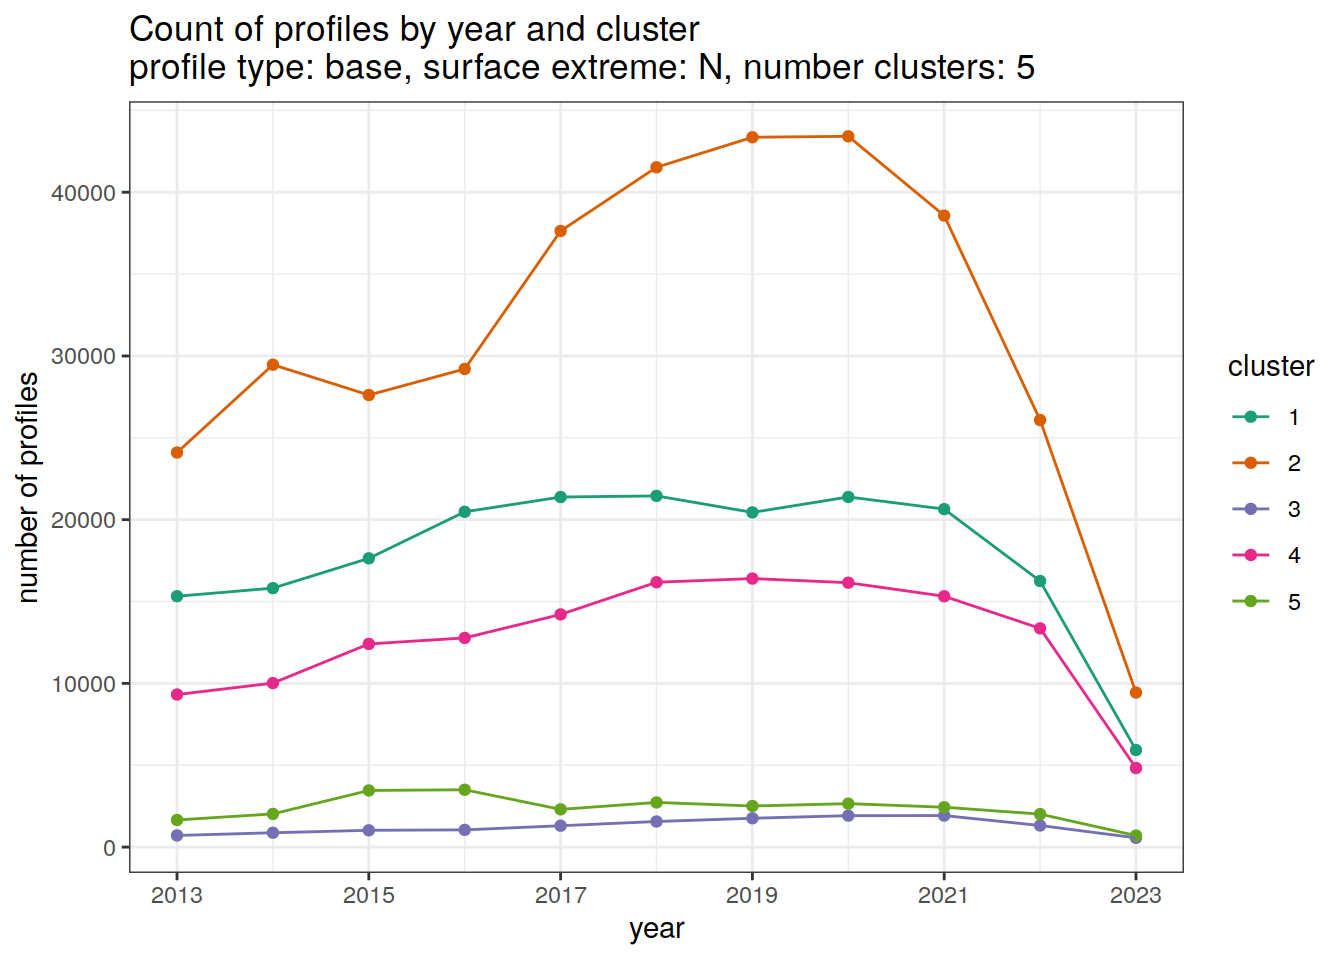 Count of profiles by year and cluster
profile type: base, surface extreme: N, number clusters: 5
number of profiles
40000
30000
20000
10000
0
2013 2015 2017 2019 2021 2023
year
cluster
1
2
3
4
5